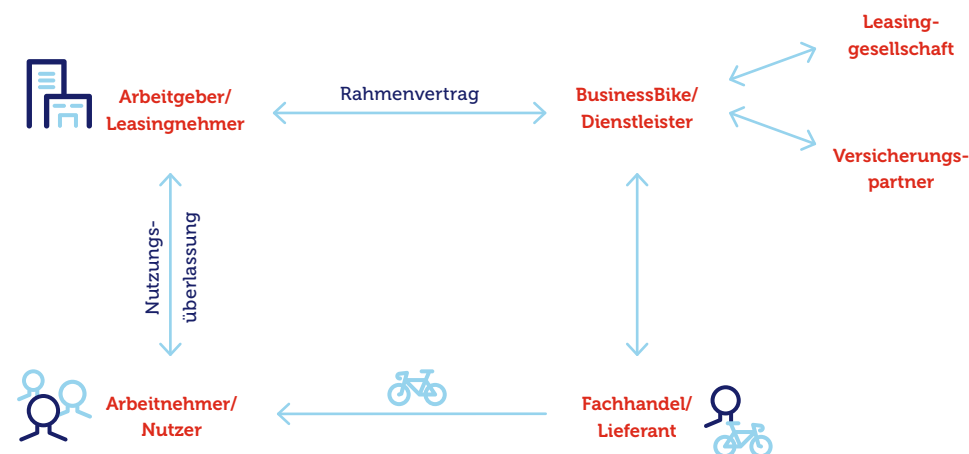 Leasing-
gesellschaft
Arbeitgeber/
Leasingnehmer
Rahmenvertrag
BusinessBike/
Dienstleister
Versicherungs-
partner
Nutzungs-
überlassung
Arbeitnehmer/
Nutzer
Fachhandel/
Lieferant